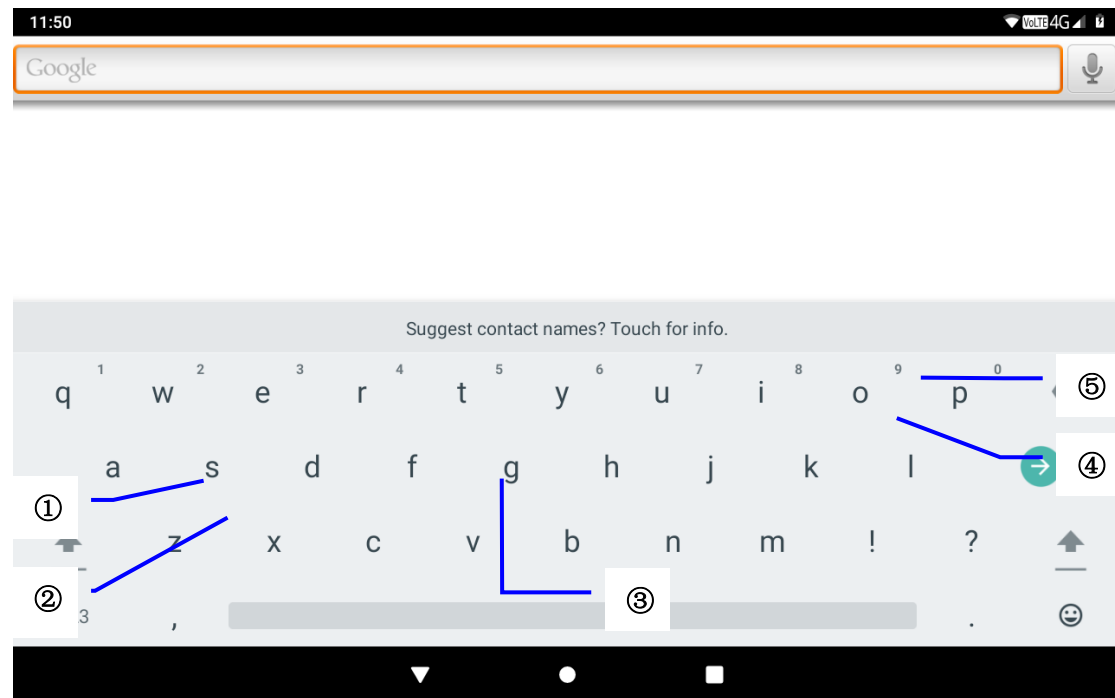 11:50 VoLTE 4G
Google
Suggest contact names? Touch for info.
1 2 3 4 5 6 7 8 9 0
q w e r t y u i o p ⑤
a s d f g h j k l ④
①
z x c v b n m ! ?
② ③
3 , .